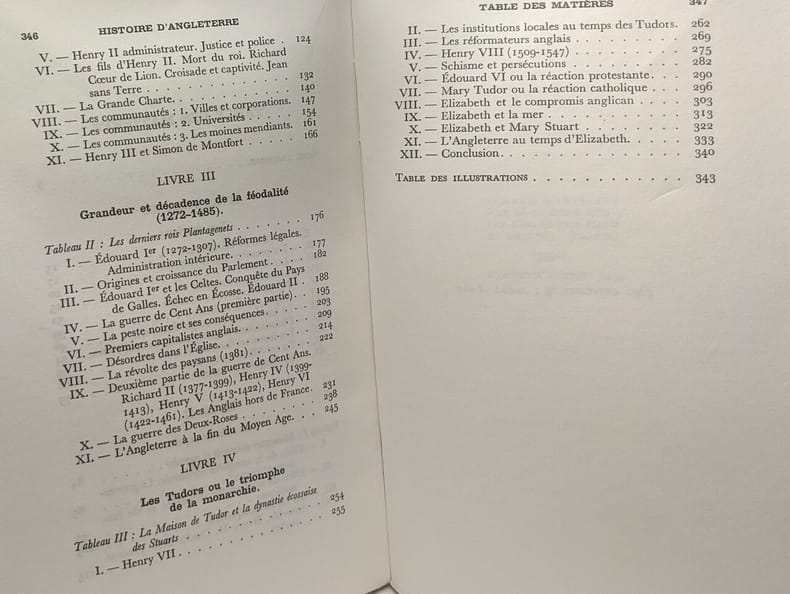 346 HISTOIRE D'ANGLETERRE
V. — Henry II administrateur. Justice et police . 124
VI. — Les fils d'Henry II. Mort du roi. Richard
Cœur de Lion. Croisade et captivité. Jean
sans Terre . . . . . . . . . . . . . 132
VII. — La Grande Charte. . . . . . . . . . . . 140
VIII. — Les communautés : 1. Villes et corporations. 147
IX. — Les communautés : 2. Universités . . . . . 154
X. — Les communautés : 3. Les moines mendiants. 161
XI. — Henry III et Simon de Montfort . . . . . 166
LIVRE III
Grandeur et décadence de la féodalité
(1272-1485).
Tableau II : Les derniers rois Plantagenets . . . . . . . 176
I. — Édouard Ier (1272-1307). Réformes légales.
Administration intérieure. . . . . . . . 177
II. — Origines et croissance du Parlement . . . . 182
III. — Édouard Ier et les Celtes. Conquête du Pays
de Galles. Échec en Écosse. Édouard II . 188
IV. — La guerre de Cent Ans (première partie). . 195
V. — La peste noire et ses conséquences. . . . . 203
VI. — Premiers capitalistes anglais. . . . . . . . 209
VII. — Désordres dans l'Église. . . . . . . . . . 214
VIII. — La révolte des paysans (1381) . . . . . . . 222
IX. — Deuxième partie de la guerre de Cent Ans.
Richard II (1377-1399), Henry IV (1399-
1413), Henry V (1413-1422), Henry VI
(1422-1461). Les Anglais hors de France. 231
X. — La guerre des Deux-Roses . . . . . . . . 238
XI. — L'Angleterre à la fin du Moyen Age. . . 245
LIVRE IV
Les Tudors ou le triomphe
de la monarchie.
Tableau III : La Maison de Tudor et la dynastie écossaise
des Stuarts . . . . . . . . . . . . . 254
I. — Henry VII . . . . . . . . . . . . . 255
TABLE DES MATIÈRES 347
II. — Les institutions locales au temps des Tudors. 262
III. — Les réformateurs anglais . . . . . . . . 269
IV. — Henry VIII (1509-1547) . . . . . . . . . 275
V. — Schisme et persécutions . . . . . . . . . 282
VI. — Édouard VI ou la réaction protestante. . . 290
VII. — Mary Tudor ou la réaction catholique . . . 296
VIII. — Elizabeth et le compromis anglican . . . . 303
IX. — Elizabeth et la mer . . . . . . . . . . . 313
X. — Elizabeth et Mary Stuart . . . . . . . . 322
XI. — L'Angleterre au temps d'Elizabeth. . . . . 333
XII. — Conclusion. . . . . . . . . . . . . . . 340
TABLE DES ILLUSTRATIONS . . . . . . . . . . . . 343